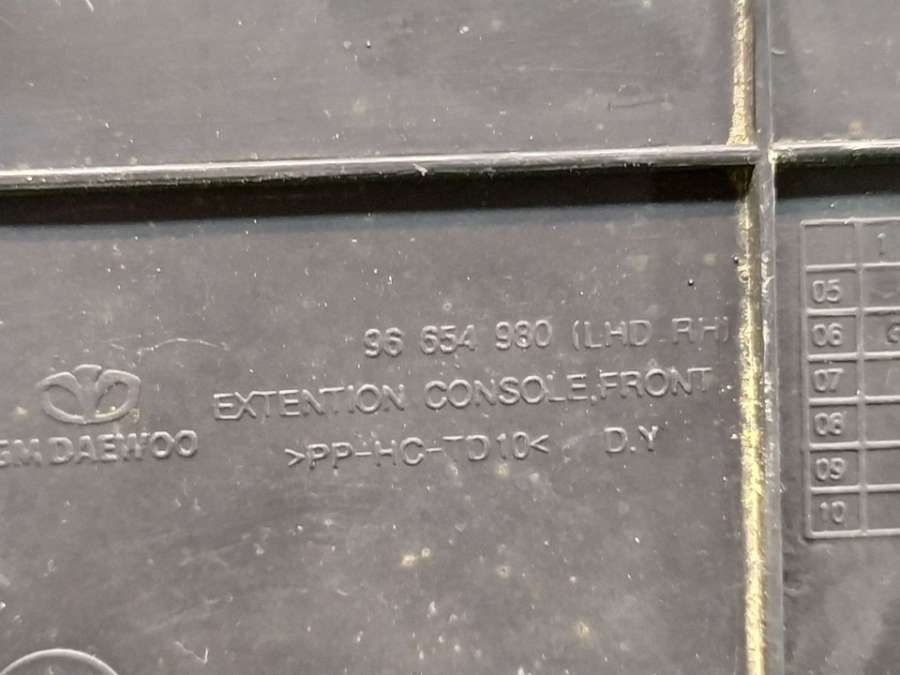 96 654 980 (LHD RH)
EXTENTION CONSOLE,FRONT
>PP-HC-TD10< D.Y
GM DAEWOO
1
05
06
07
08
09
10